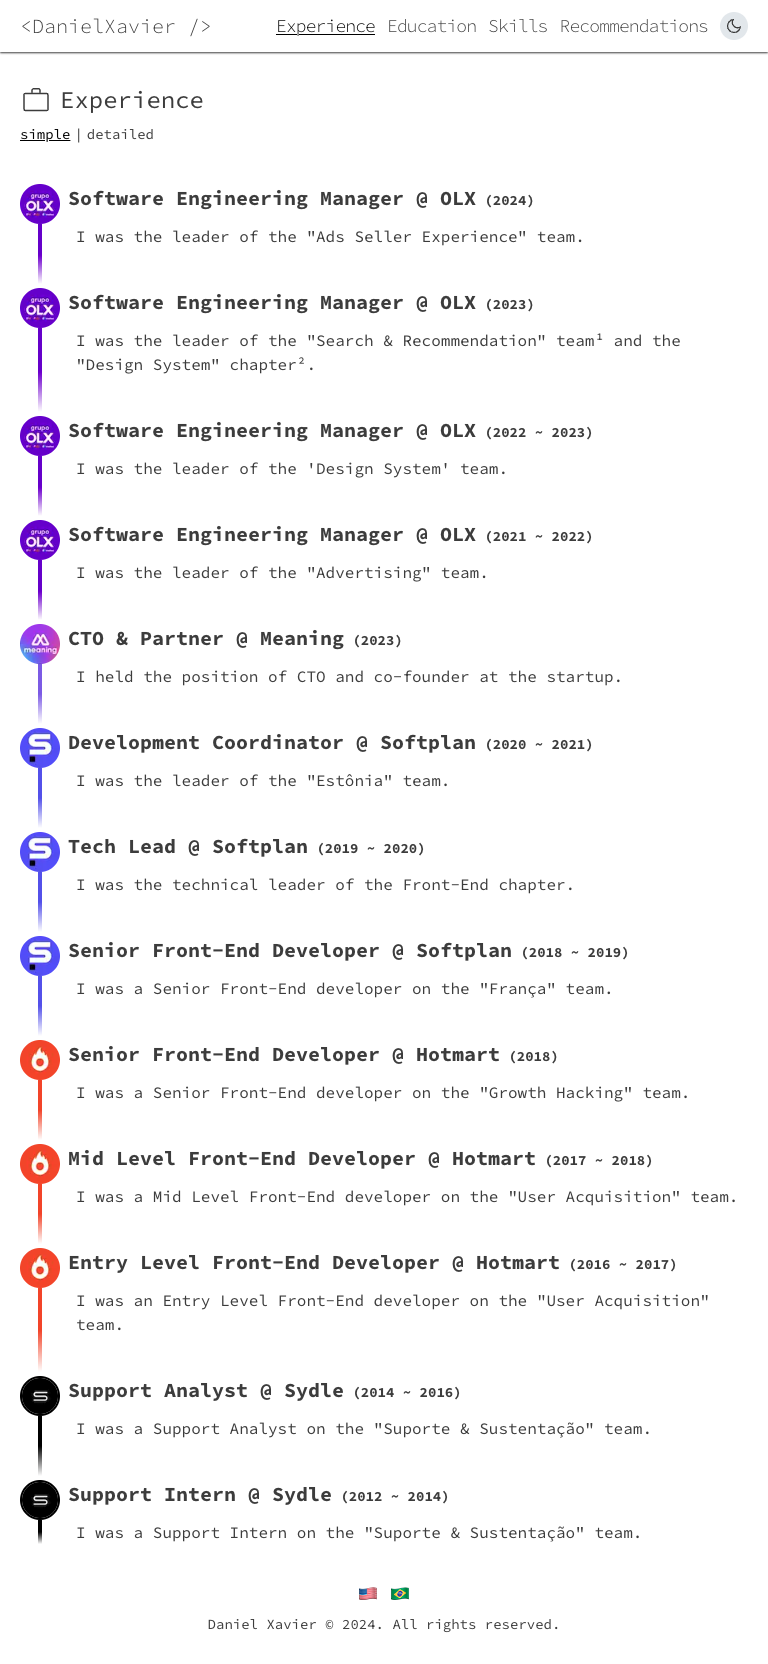 <DanielXavier />
Experience Education Skills Recommendations
Experience
simple | detailed
grupo
OLX
Software Engineering Manager @ OLX (2024)
I was the leader of the "Ads Seller Experience" team.
grupo
OLX
Software Engineering Manager @ OLX (2023)
I was the leader of the "Search & Recommendation" team¹ and the
"Design System" chapter².
grupo
OLX
Software Engineering Manager @ OLX (2022 ~ 2023)
I was the leader of the 'Design System' team.
grupo
OLX
Software Engineering Manager @ OLX (2021 ~ 2022)
I was the leader of the "Advertising" team.
meaning
CTO & Partner @ Meaning (2023)
I held the position of CTO and co-founder at the startup.
Development Coordinator @ Softplan (2020 ~ 2021)
I was the leader of the "Estônia" team.
Tech Lead @ Softplan (2019 ~ 2020)
I was the technical leader of the Front-End chapter.
Senior Front-End Developer @ Softplan (2018 ~ 2019)
I was a Senior Front-End developer on the "França" team.
Senior Front-End Developer @ Hotmart (2018)
I was a Senior Front-End developer on the "Growth Hacking" team.
Mid Level Front-End Developer @ Hotmart (2017 ~ 2018)
I was a Mid Level Front-End developer on the "User Acquisition" team.
Entry Level Front-End Developer @ Hotmart (2016 ~ 2017)
I was an Entry Level Front-End developer on the "User Acquisition"
team.
Support Analyst @ Sydle (2014 ~ 2016)
I was a Support Analyst on the "Suporte & Sustentação" team.
Support Intern @ Sydle (2012 ~ 2014)
I was a Support Intern on the "Suporte & Sustentação" team.
Daniel Xavier © 2024. All rights reserved.